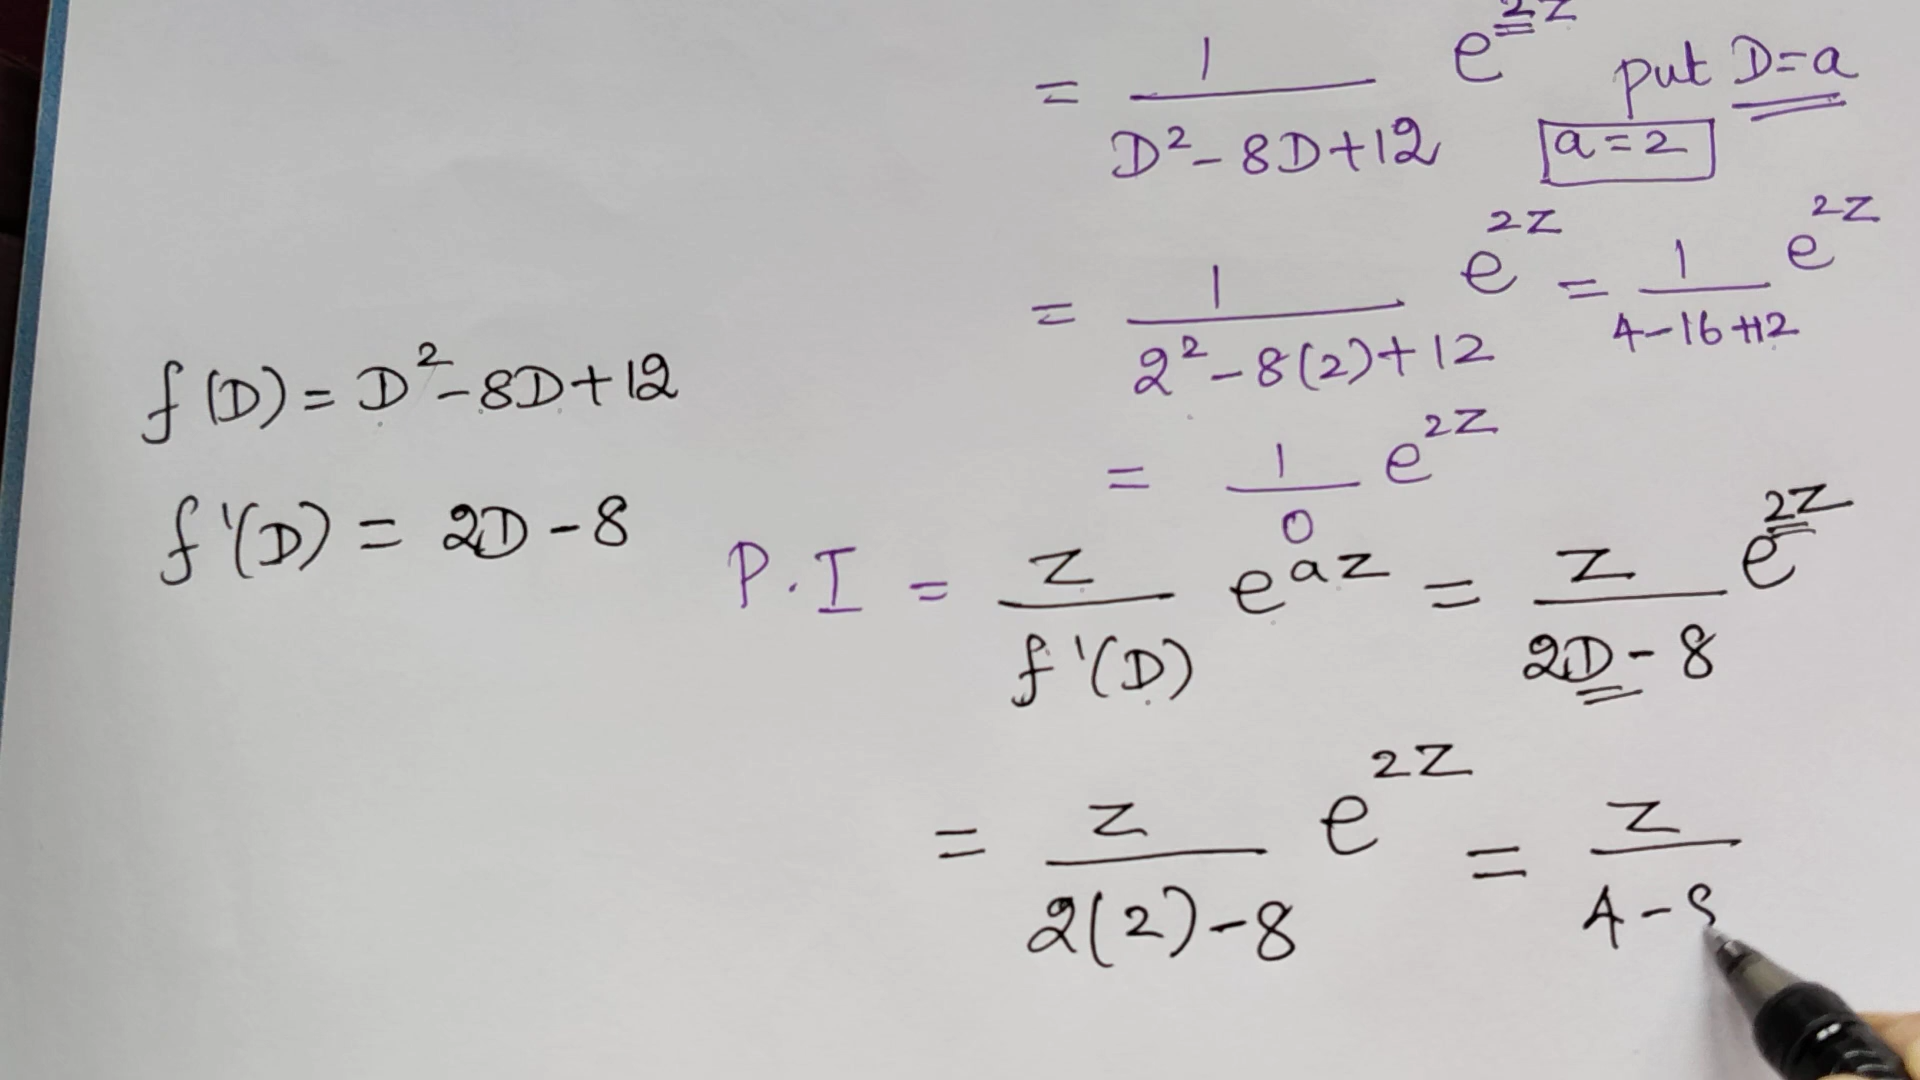 = 1/(D² - 8D + 12) e^{2z} put D = a
a = 2
= 1/(2² - 8(2) + 12) e^{2z} = 1/(4 - 16 + 12) e^{2z}
f(D) = D² - 8D + 12
= 1/0 e^{2z}
f'(D) = 2D - 8
P.I = z/f'(D) e^{az} = z/(2D - 8) e^{2z}
= z/(2(2) - 8) e^{2z} = z/(4 -